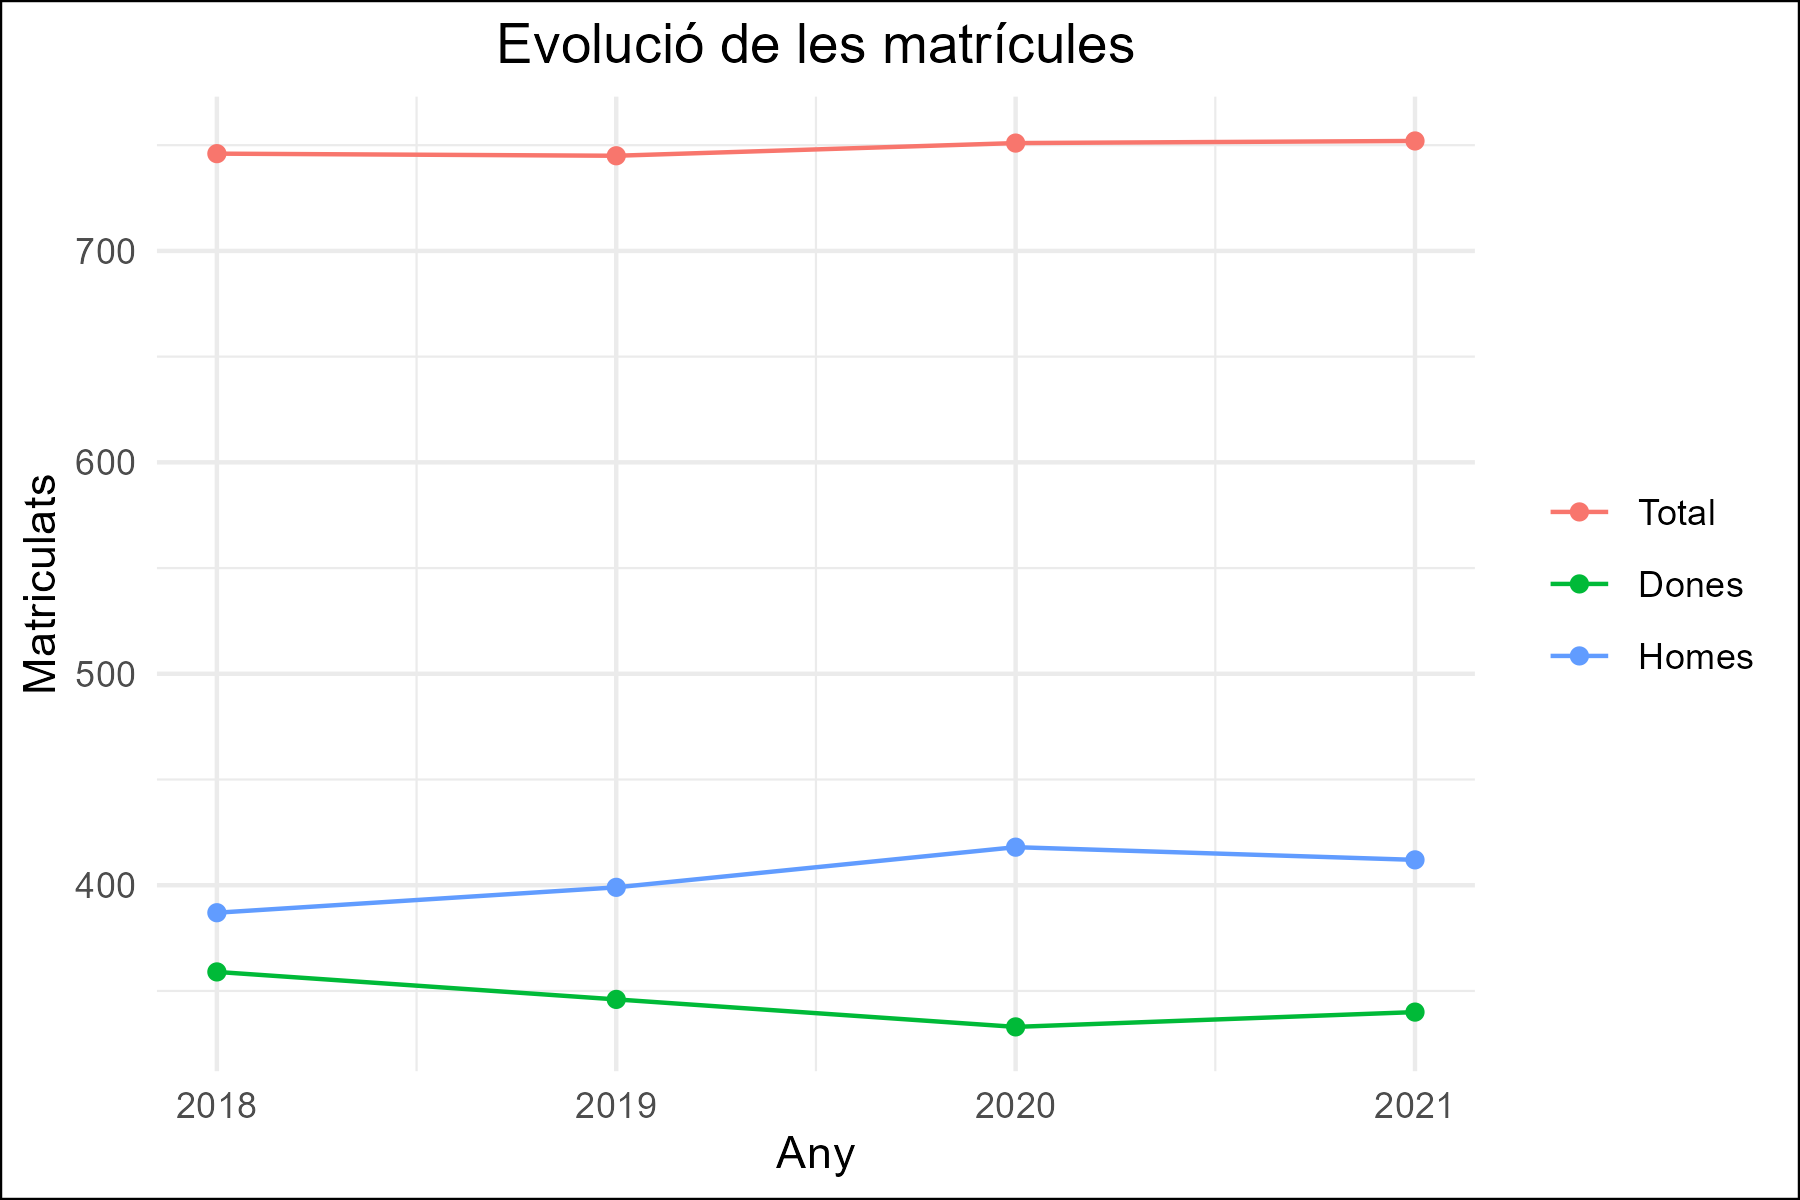 Evolució de les matrícules
Matriculats
700
600
500
400
2018 2019 2020 2021
Any
Total
Dones
Homes